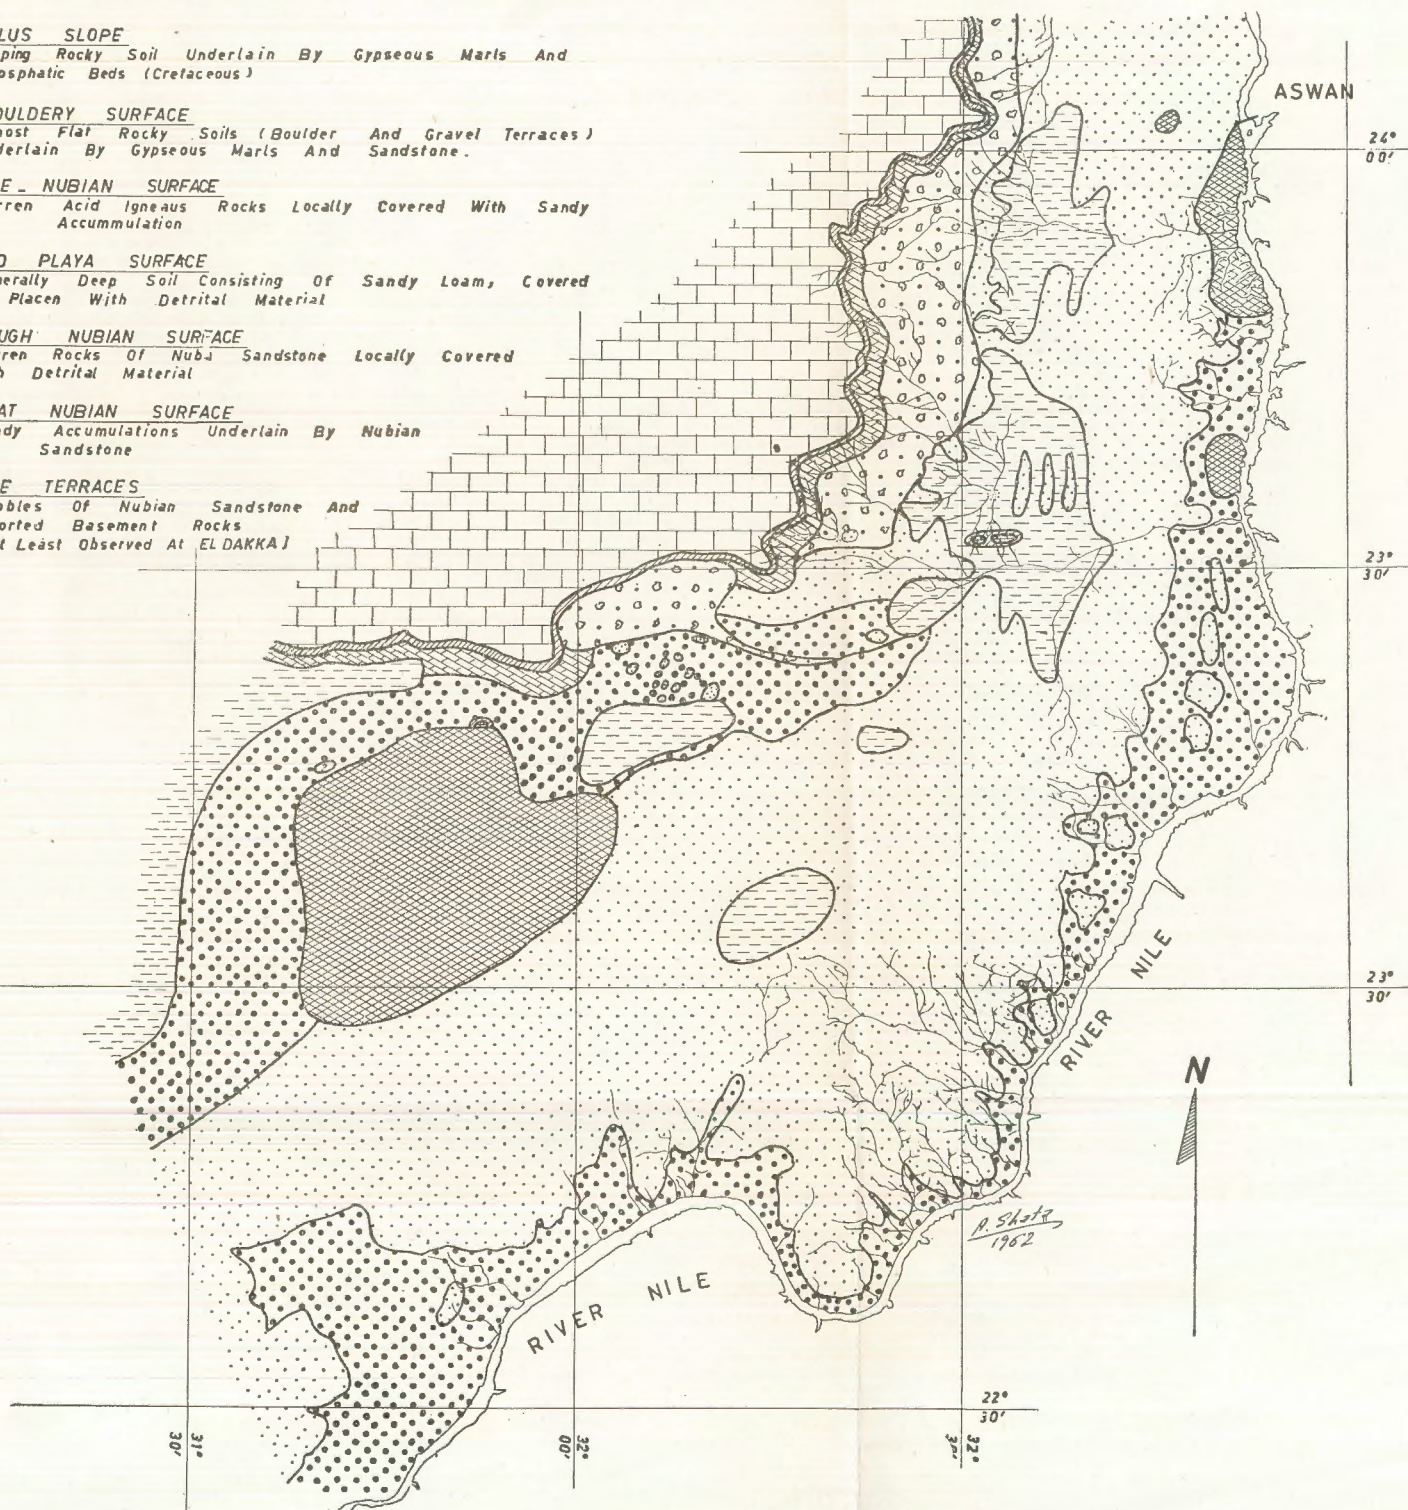 LUS SLOPE
ping Rocky Soil Underlain By Gypseous Marls And
osphatic Beds (Cretaceous)
OULDERY SURFACE
most Flat Rocky Soils (Boulder And Gravel Terraces)
derlain By Gypseous Marls And Sandstone.
E_ NUBIAN SURFACE
rren Acid Igneaus Rocks Locally Covered With Sandy
Accummulation
D PLAYA SURFACE
nerally Deep Soil Consisting Of Sandy Loam, Covered
Placen With Detrital Material
UGH NUBIAN SURFACE
rren Rocks Of Nuba Sandstone Locally Covered
h Detrital Material
AT NUBIAN SURFACE
dy Accumulations Underlain By Nubian
Sandstone
E TERRACES
bbles Of Nubian Sandstone And
orted Basement Rocks
t Least Observed At EL DAKKA)
ASWAN
24°
00'
23°
30'
23°
30'
RIVER NILE
N
1962
RIVER NILE
22°
30'
31°
30'
32°
00'
32°